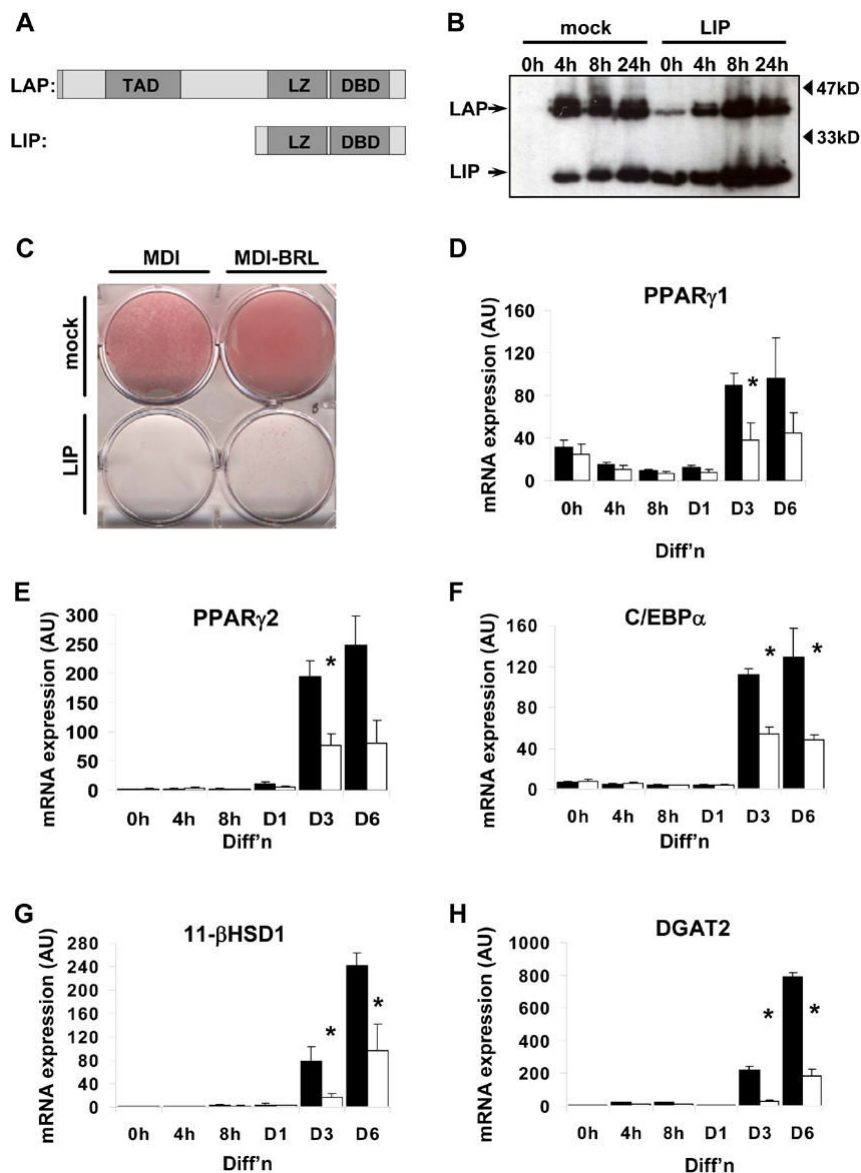 A
LAP:
TAD
LZ
DBD
LIP:
LZ
DBD
B
mock
LIP
0h 4h 8h 24h 0h 4h 8h 24h
LAP
LIP
47kD
33kD
C
MDI
MDI-BRL
mock
LIP
D
PPARγ1
mRNA expression (AU)
160
120
80
40
0
*
0h 4h 8h D1 D3 D6
Diff'n
E
PPARγ2
mRNA expression (AU)
300
250
200
150
100
50
0
*
0h 4h 8h D1 D3 D6
Diff'n
F
C/EBPα
mRNA expression (AU)
160
120
80
40
0
* *
0h 4h 8h D1 D3 D6
Diff'n
G
11-βHSD1
mRNA expression (AU)
280
240
200
160
120
80
40
0
* *
0h 4h 8h D1 D3 D6
Diff'n
H
DGAT2
mRNA expression (AU)
1000
800
600
400
200
0
* *
0h 4h 8h D1 D3 D6
Diff'n